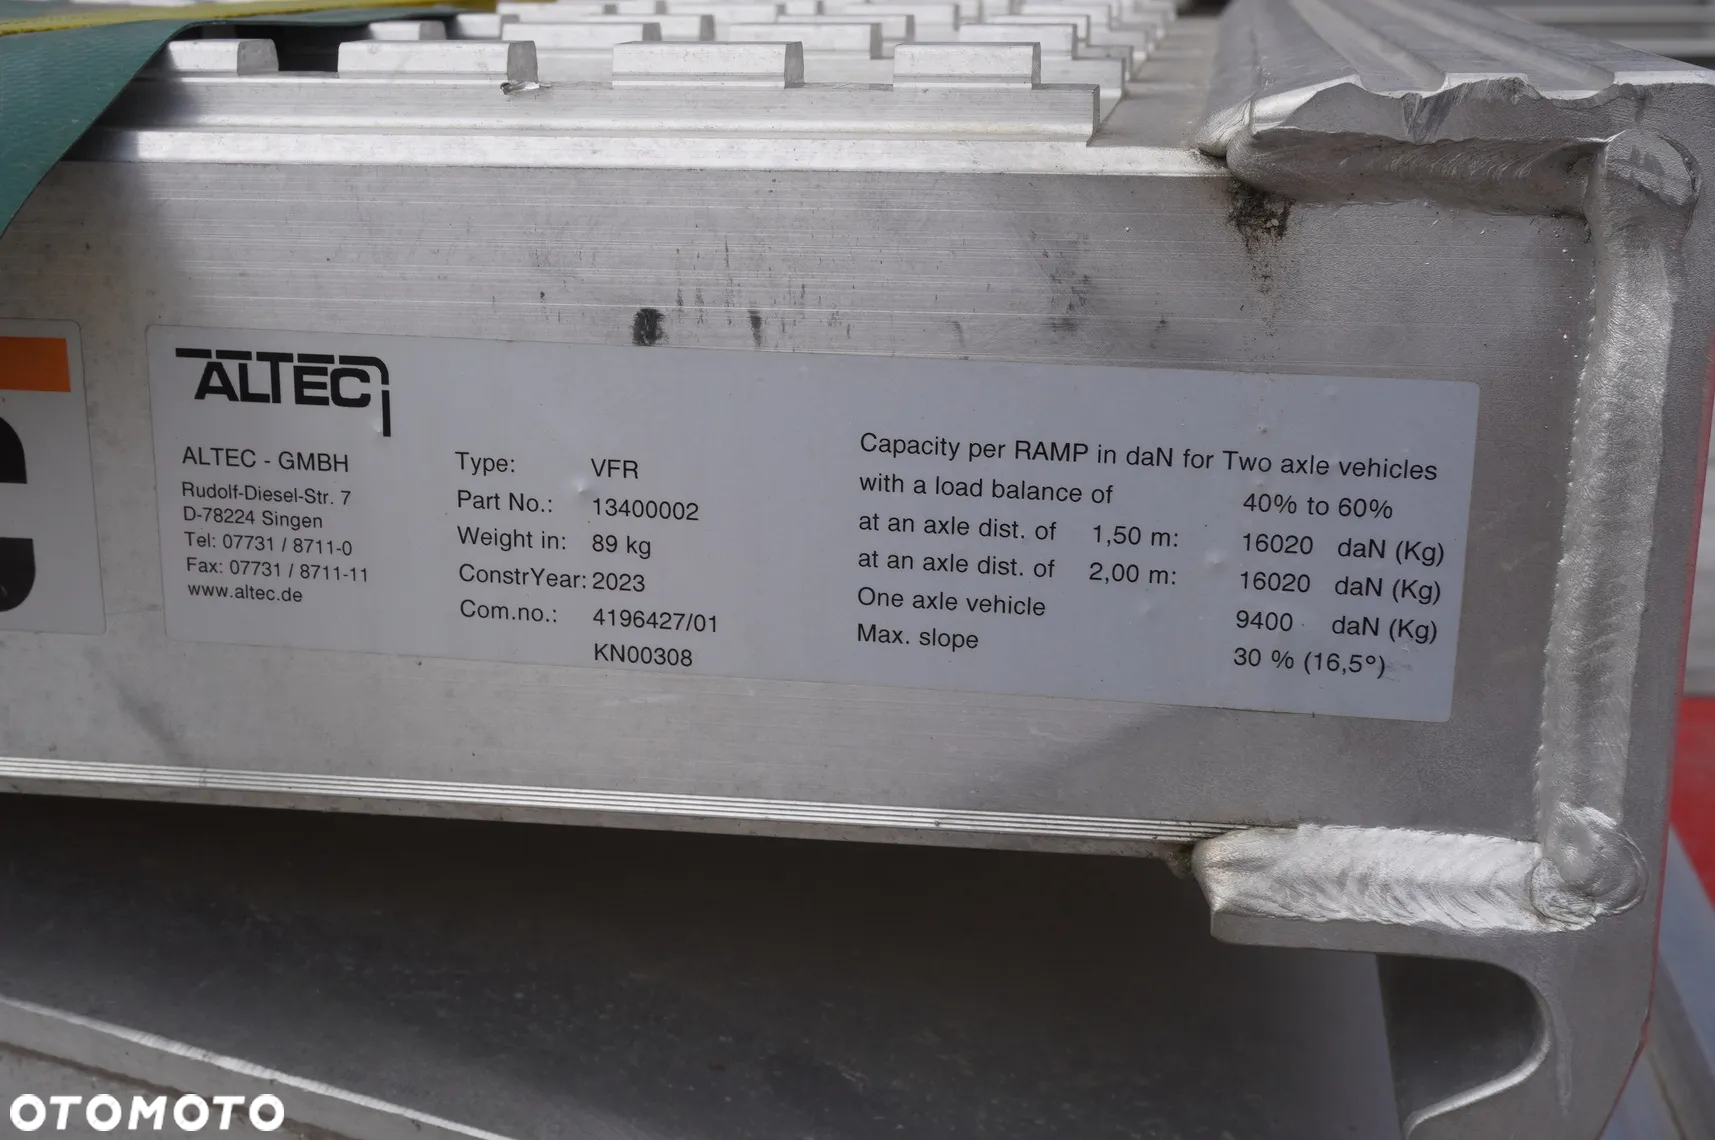 ALTEC
ALTEC - GMBH
Rudolf-Diesel-Str. 7
D-78224 Singen
Tel: 07731 / 8711-0
Fax: 07731 / 8711-11
www.altec.de
Type: VFR
Part No.: 13400002
Weight in: 89 kg
ConstrYear: 2023
Com.no.: 4196427/01
KN00308
Capacity per RAMP in daN for Two axle vehicles
with a load balance of 40% to 60%
at an axle dist. of 1,50 m: 16020 daN (Kg)
at an axle dist. of 2,00 m: 16020 daN (Kg)
One axle vehicle 9400 daN (Kg)
Max. slope 30 % (16,5°)
OTOMOTO